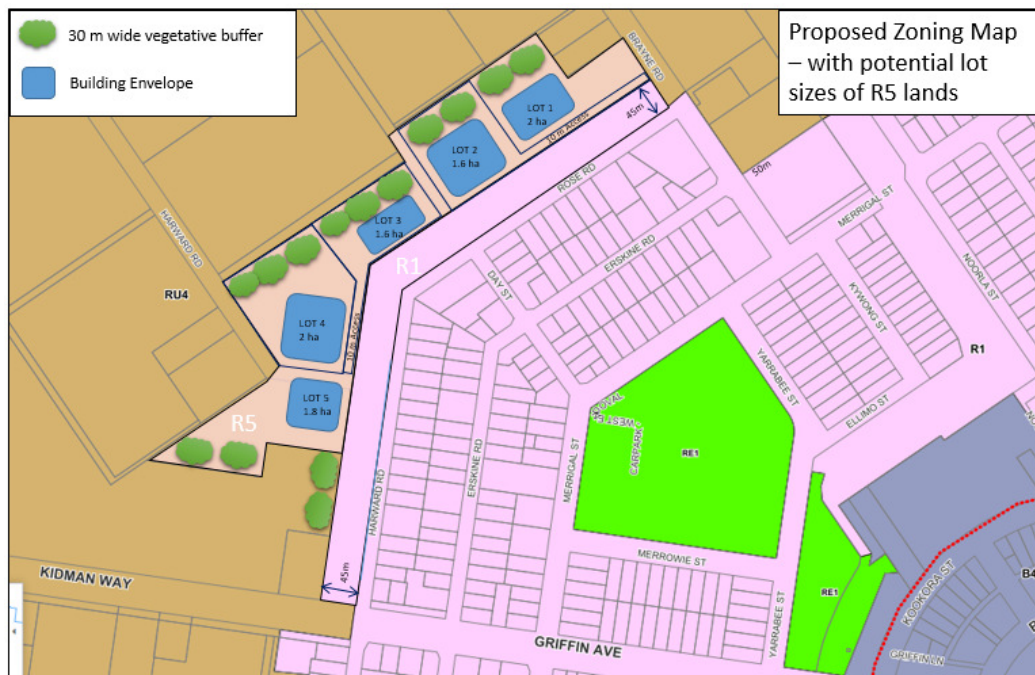 30 m wide vegetative buffer
Building Envelope
Proposed Zoning Map
– with potential lot
sizes of R5 lands
BRAYNE RD
LOT 1
2 ha
45m
10 m Access
LOT 2
1.6 ha
50m
ROSE RD
MERRIGAL ST
LOT 3
1.6 ha
HARWARD RD
R1
ERSKINE RD
NOORLA ST
DAY ST
KYWONG ST
RU4
LOT 4
2 ha
10 m Access
YARRABEE ST
R1
LOT 5
1.8 ha
R5
ELLIMO ST
OVAL
WEST E
CARPARK
RE1
ERSKINE RD
MERRIGAL ST
HARWARD RD
MERROWIE ST
KIDMAN WAY
45m
KOOKORA ST
B4
RE1
YARRABEE ST
GRIFFIN AVE
GRIFFIN LN